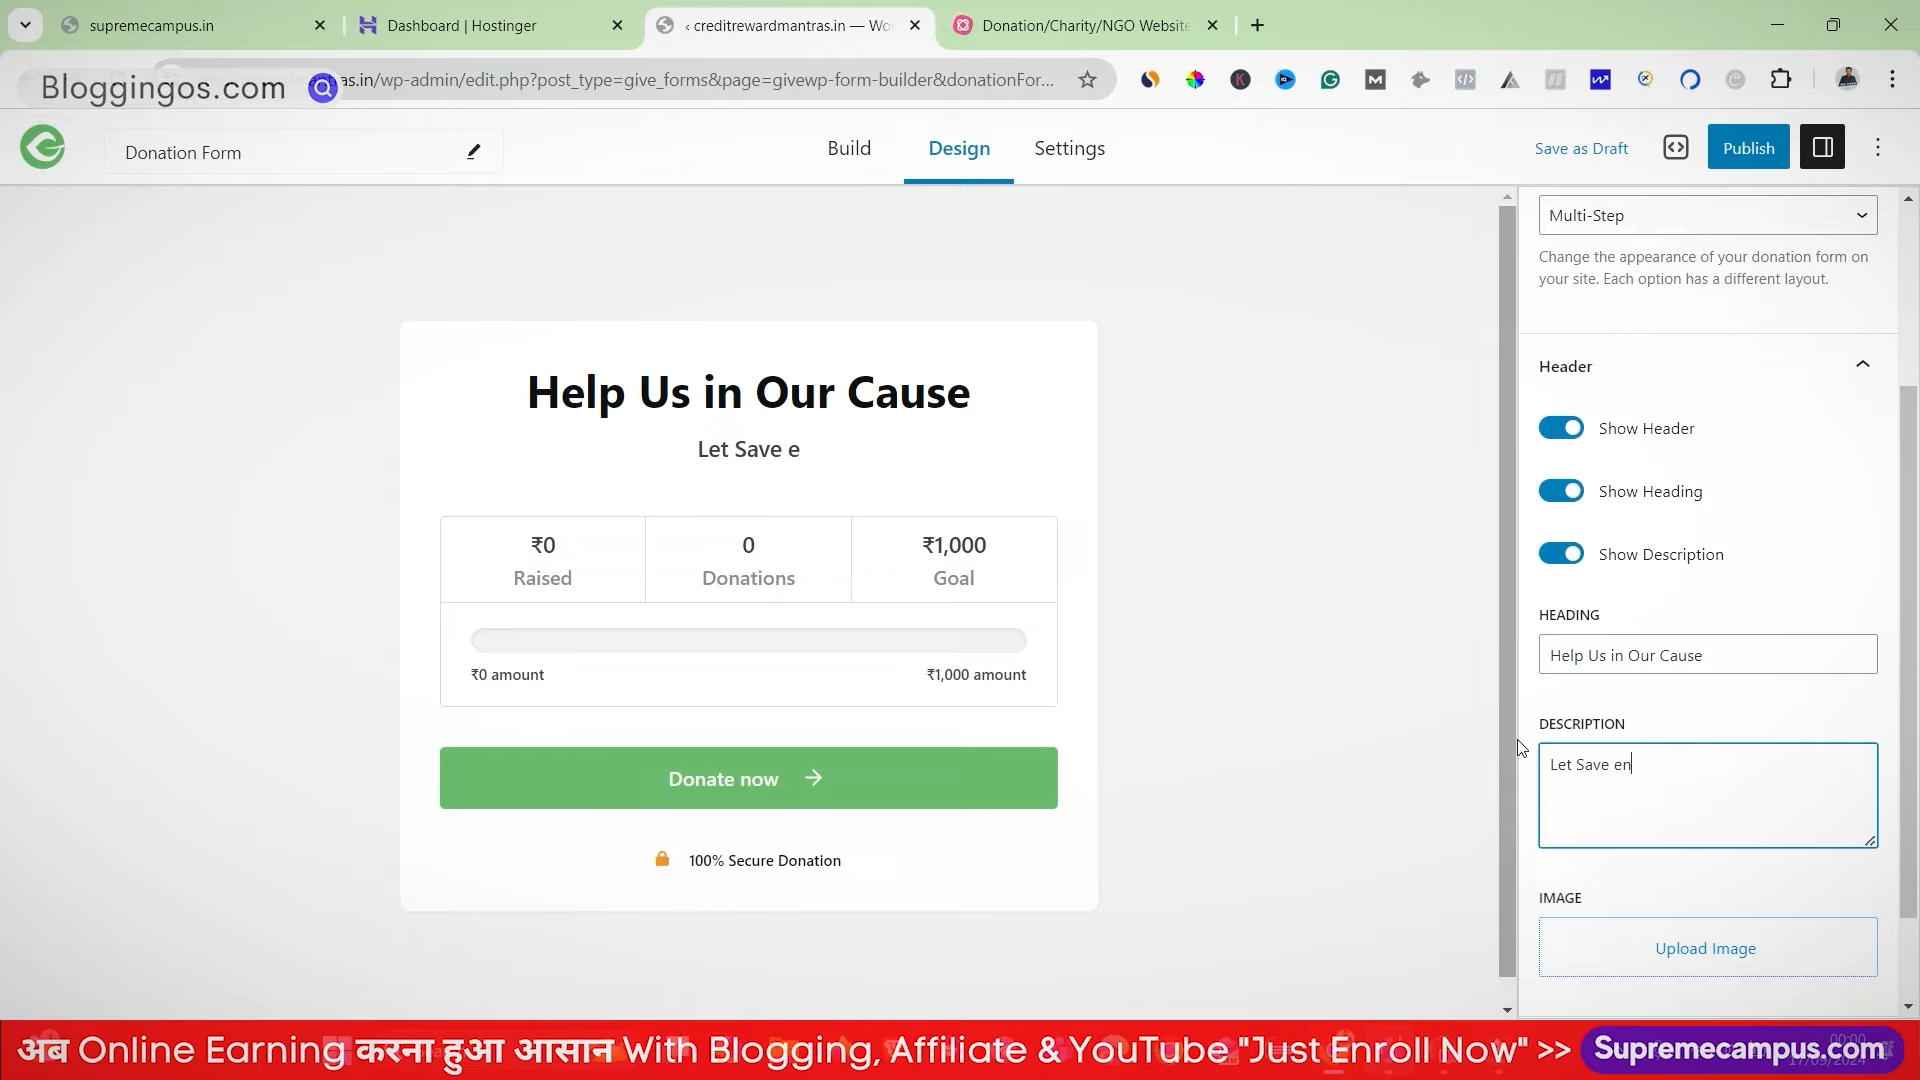 supremecampus.in
Dashboard | Hostinger
‹ creditrewardmantras.in — Wo
Donation/Charity/NGO Website
Bloggingos.com
as.in/wp-admin/edit.php?post_type=give_forms&page=givewp-form-builder&donationFor...
Donation Form
Build
Design
Settings
Save as Draft
Publish
Multi-Step
Change the appearance of your donation form on
your site. Each option has a different layout.
Help Us in Our Cause
Let Save e
₹0
Raised
0
Donations
₹1,000
Goal
₹0 amount
₹1,000 amount
Donate now
100% Secure Donation
Header
Show Header
Show Heading
Show Description
HEADING
Help Us in Our Cause
DESCRIPTION
Let Save en
IMAGE
Upload Image
अब Online Earning करना हुआ आसान With Blogging, Affiliate & YouTube "Just Enroll Now" >>
Supremecampus.com